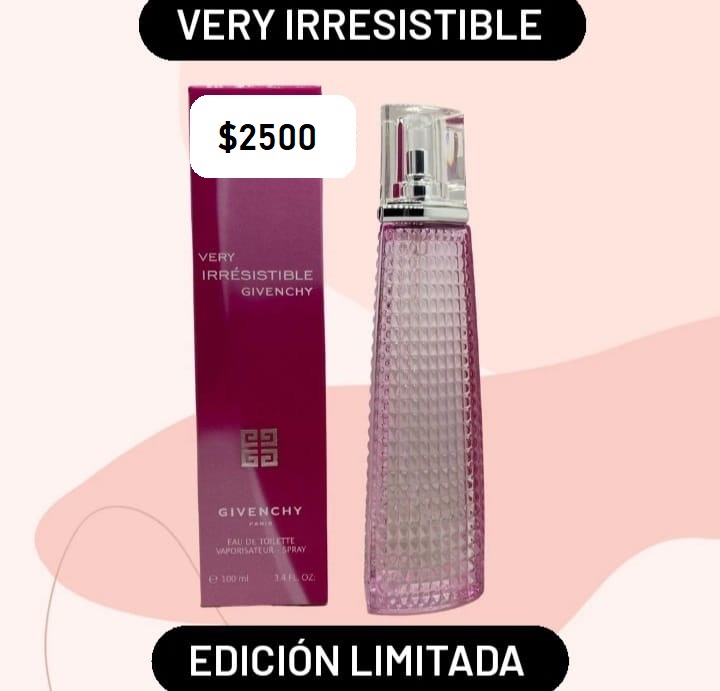 VERY IRRESISTIBLE
$2500
VERY
IRRÉSISTIBLE
GIVENCHY
GIVENCHY
PARIS
EAU DE TOILETTE
VAPORISATEUR - SPRAY
℮ 100 ml 3.4 FL. OZ.
EDICIÓN LIMITADA